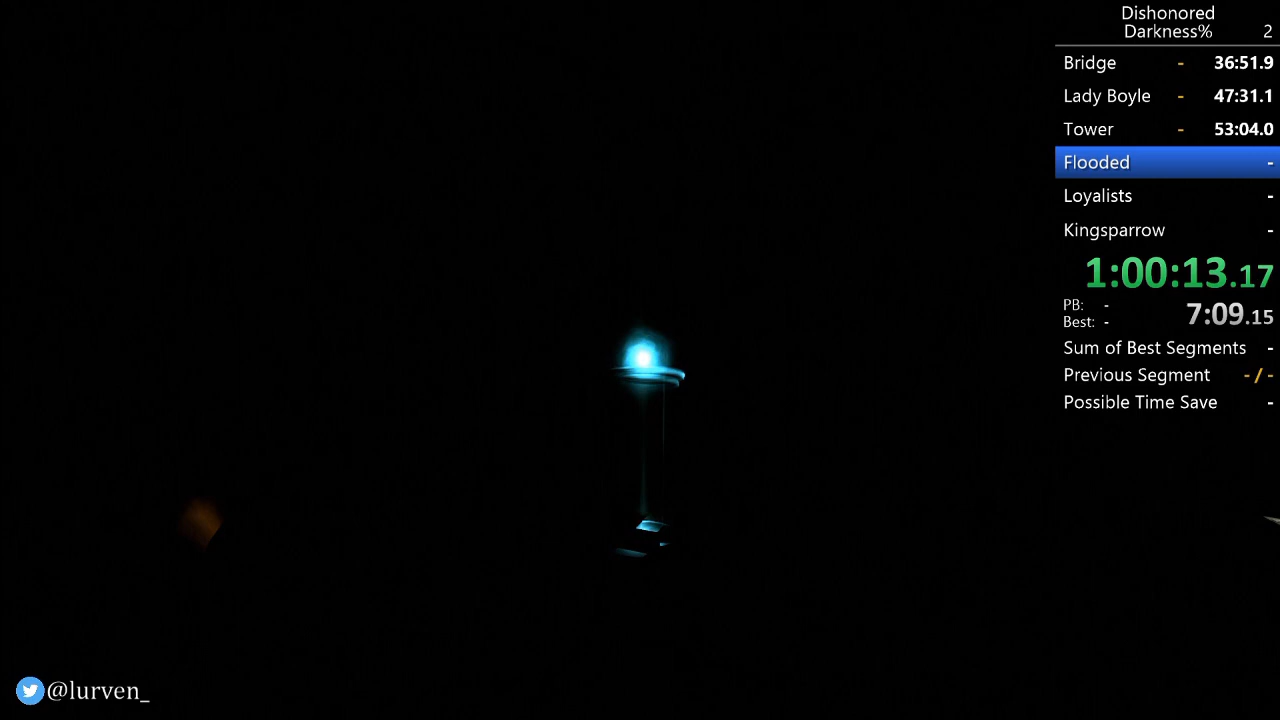 Dishonored
Darkness% 2
Bridge - 36:51.9
Lady Boyle - 47:31.1
Tower - 53:04.0
Flooded -
Loyalists -
Kingsparrow -
1:00:13.17
PB: - 7:09.15
Best: -
Sum of Best Segments -
Previous Segment - / -
Possible Time Save -
@lurven_